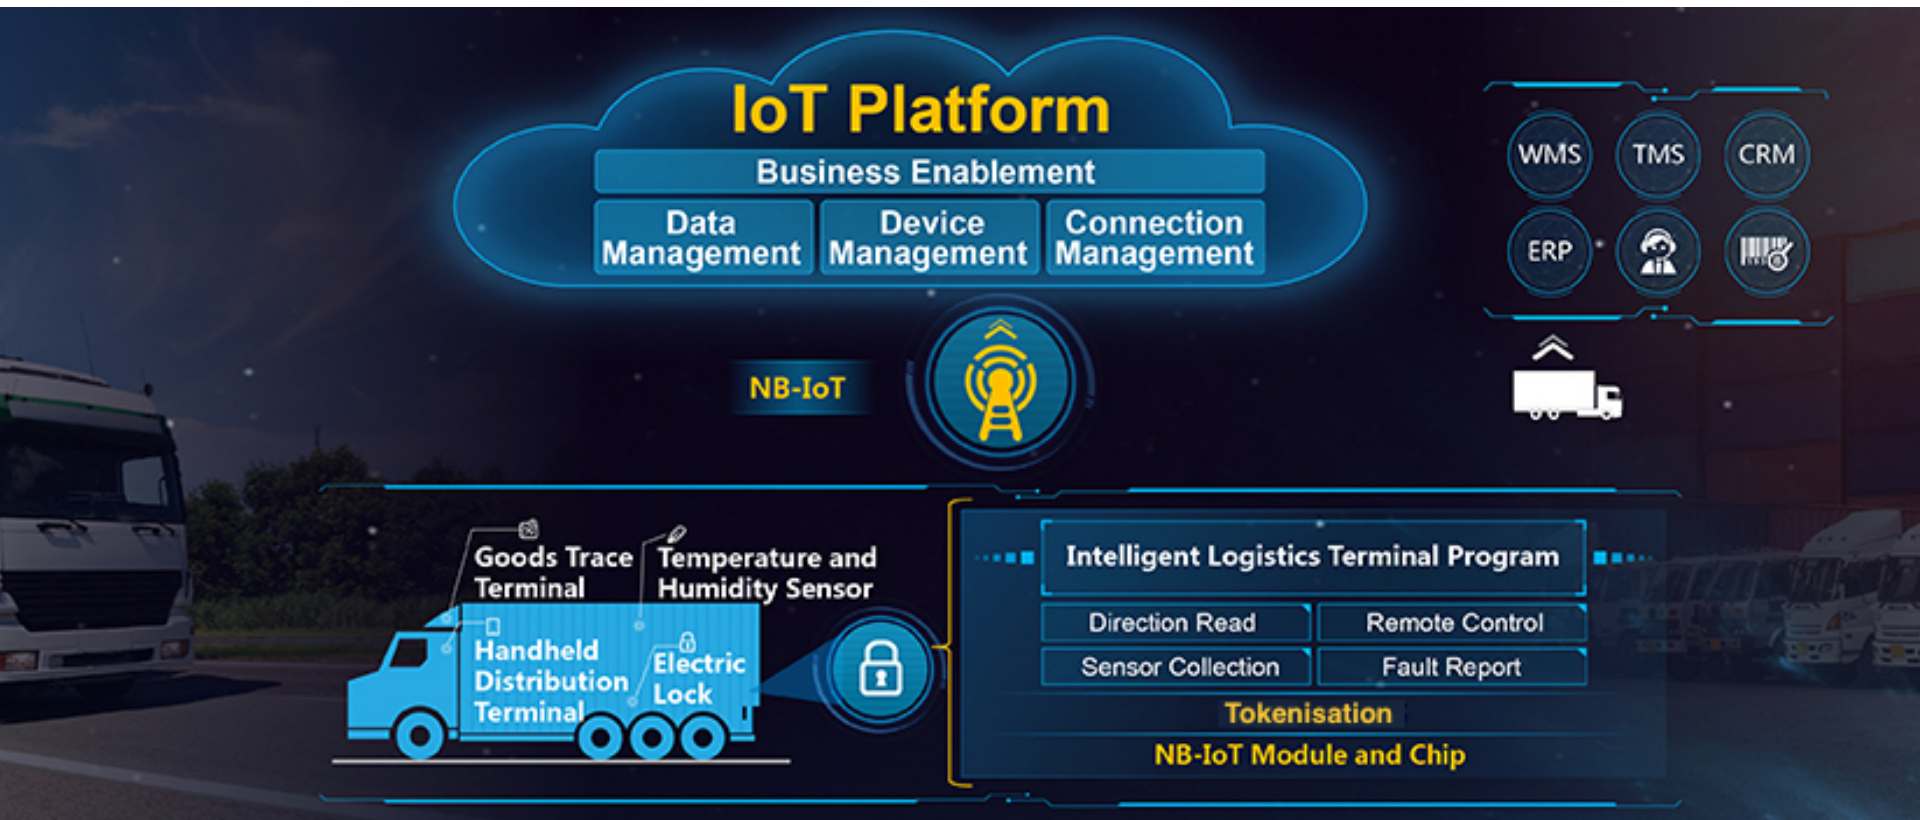 IoT Platform
Business Enablement
Data
Management
Device
Management
Connection
Management
WMS
TMS
CRM
ERP
NB-IoT
Goods Trace
Terminal
Temperature and
Humidity Sensor
Handheld
Distribution
Terminal
Electric
Lock
Intelligent Logistics Terminal Program
Direction Read
Remote Control
Sensor Collection
Fault Report
Tokenisation
NB-IoT Module and Chip